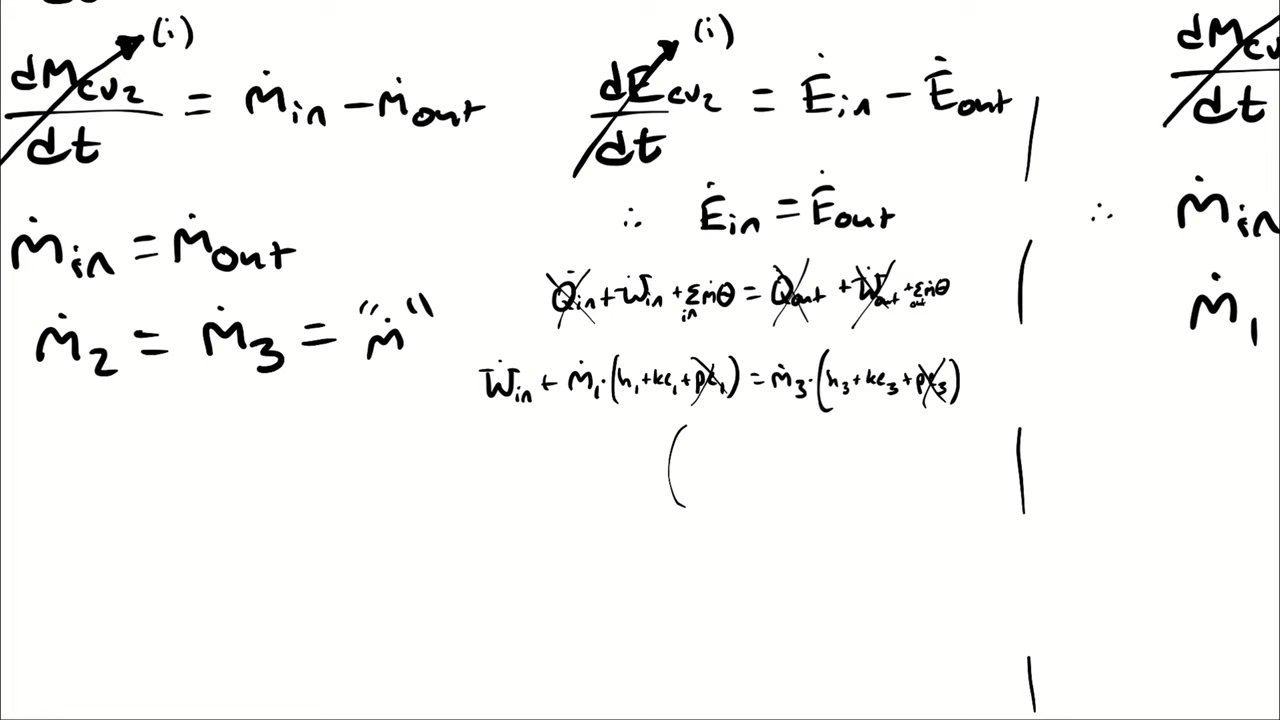 dM_cv2/dt (i) = ṁ_in − ṁ_out
ṁ_in = ṁ_out
ṁ_2 = ṁ_3 = "ṁ"
dE_cv2/dt (i) = Ė_in − Ė_out
∴ Ė_in = Ė_out
Q̇_in + Ẇ_in + Σ_in ṁθ = Q̇_out + Ẇ_out + Σ_out ṁθ
Ẇ_in + ṁ_1·(h_1 + ke_1 + pe_1) = ṁ_3·(h_3 + ke_3 + pe_3)
(
dM_cv
dt
∴ ṁ_in
ṁ_1